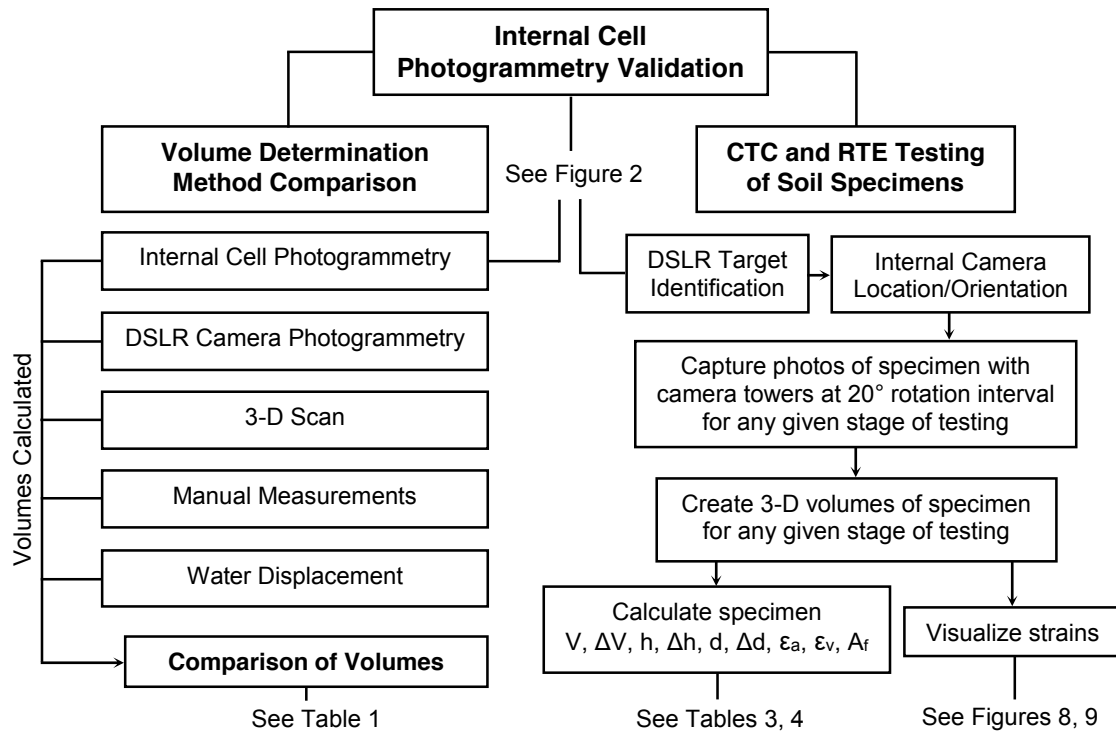 Internal Cell
Photogrammetry Validation
Volume Determination
Method Comparison
See Figure 2
CTC and RTE Testing
of Soil Specimens
Volumes Calculated
Internal Cell Photogrammetry
DSLR Camera Photogrammetry
3-D Scan
Manual Measurements
Water Displacement
Comparison of Volumes
See Table 1
DSLR Target
Identification
Internal Camera
Location/Orientation
Capture photos of specimen with
camera towers at 20° rotation interval
for any given stage of testing
Create 3-D volumes of specimen
for any given stage of testing
Calculate specimen
V, ΔV, h, Δh, d, Δd, εa, εv, Af
See Tables 3, 4
Visualize strains
See Figures 8, 9